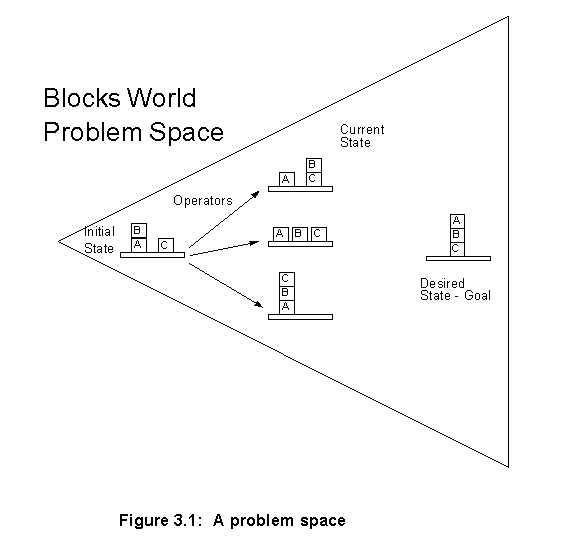 Blocks World
Problem Space
Current
State
Operators
Initial
State
B
A
C
A
B
C
A B C
C
B
A
A
B
C
Desired
State - Goal
Figure 3.1: A problem space